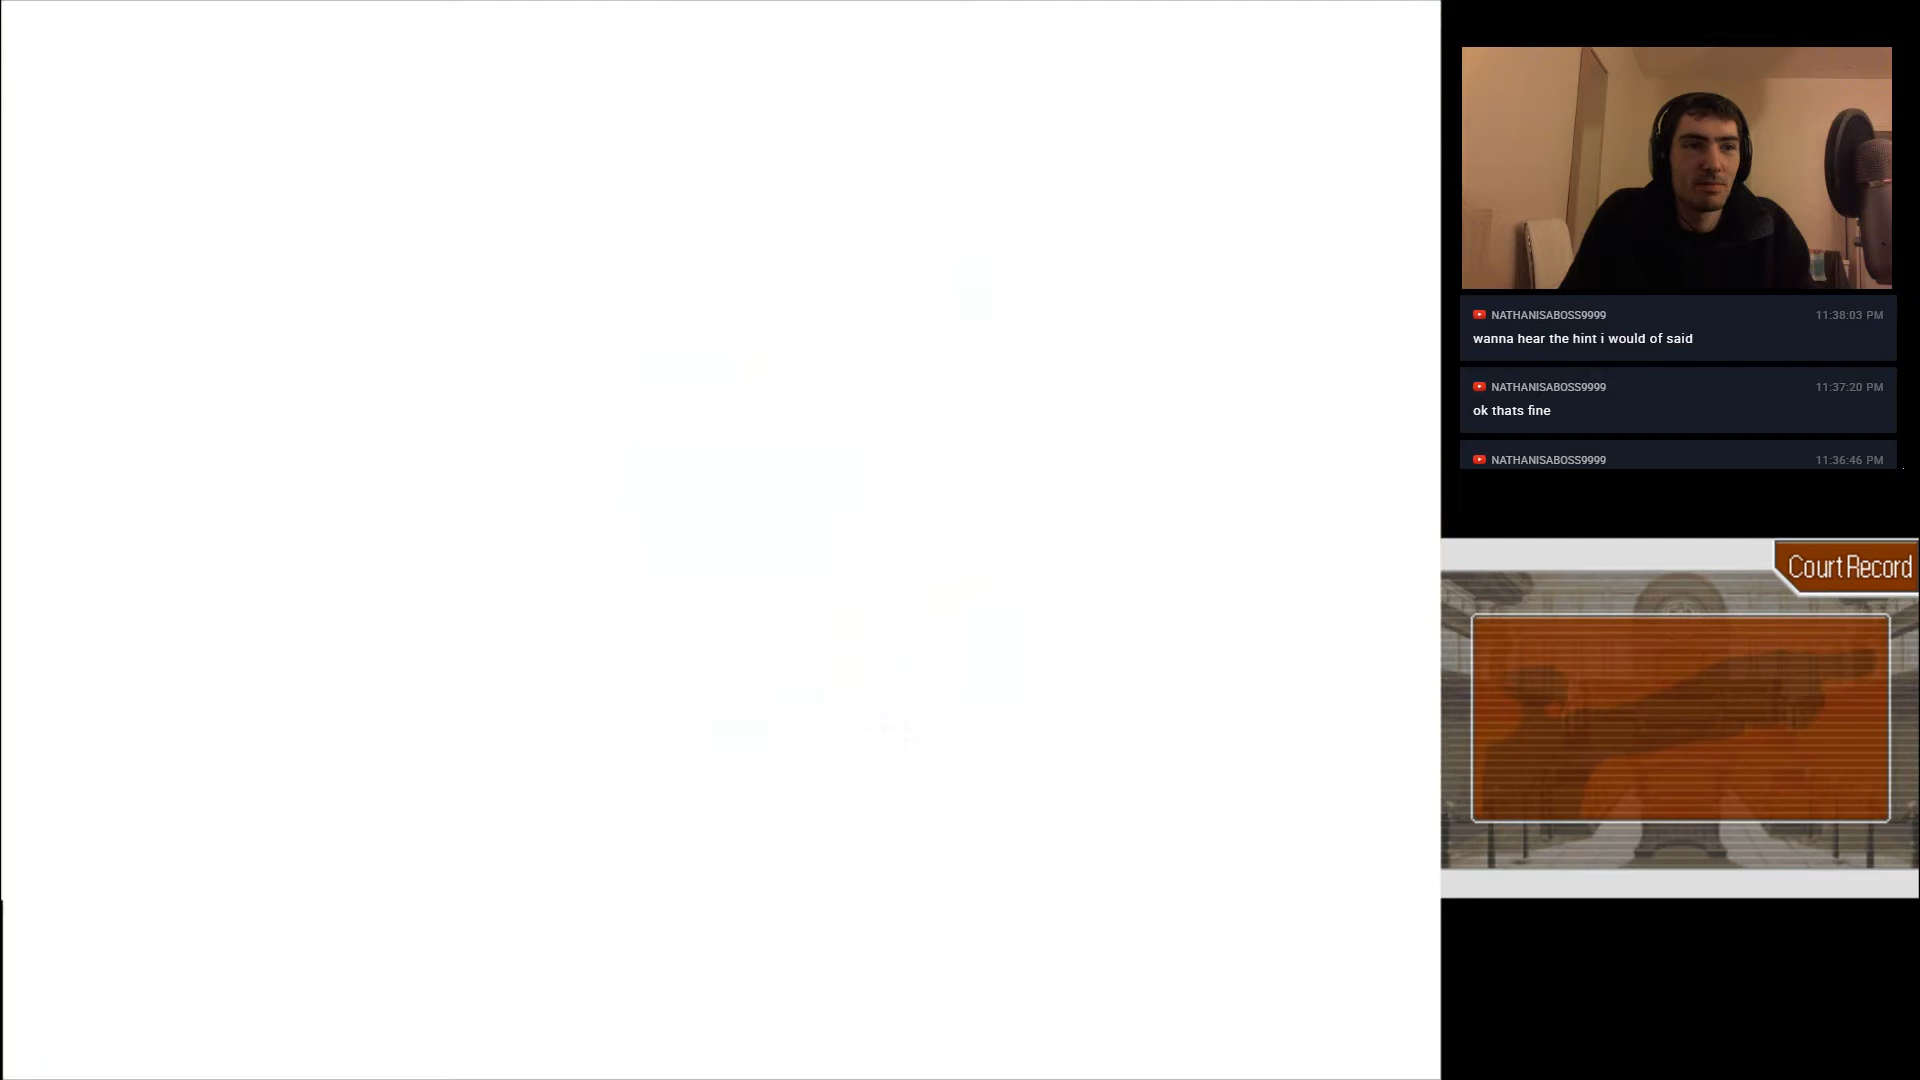 NATHANISABOSS9999 11:38:03 PM
wanna hear the hint i would of said
NATHANISABOSS9999 11:37:20 PM
ok thats fine
NATHANISABOSS9999 11:36:46 PM
Court Record